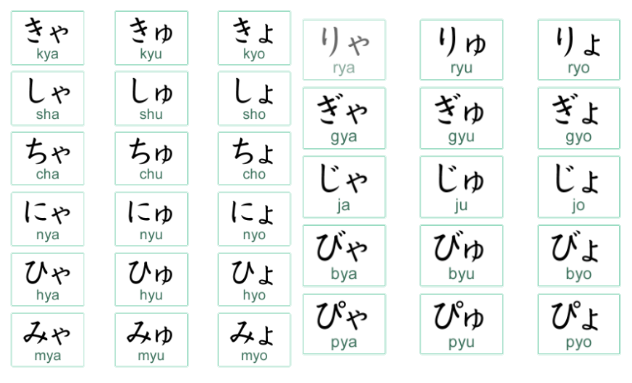 きゃ きゅ きょ
kya kyu kyo
しゃ しゅ しょ
sha shu sho
ちゃ ちゅ ちょ
cha chu cho
にゃ にゅ にょ
nya nyu nyo
ひゃ ひゅ ひょ
hya hyu hyo
みゃ みゅ みょ
mya myu myo
りゃ りゅ りょ
rya ryu ryo
ぎゃ ぎゅ ぎょ
gya gyu gyo
じゃ じゅ じょ
ja ju jo
びゃ びゅ びょ
bya byu byo
ぴゃ ぴゅ ぴょ
pya pyu pyo